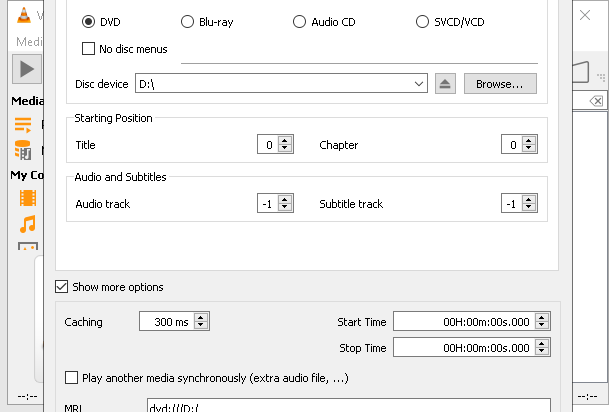 DVD Blu-ray Audio CD SVCD/VCD
Medi
No disc menus
Disc device D:\ Browse...
Media
Starting Position
Title 0 Chapter 0
My Co
Audio and Subtitles
Audio track -1 Subtitle track -1
Show more options
Caching 300 ms Start Time 00H:00m:00s.000
Stop Time 00H:00m:00s.000
Play another media synchronously (extra audio file, ...)
--:-- MRL dvd:///D:/ --:--